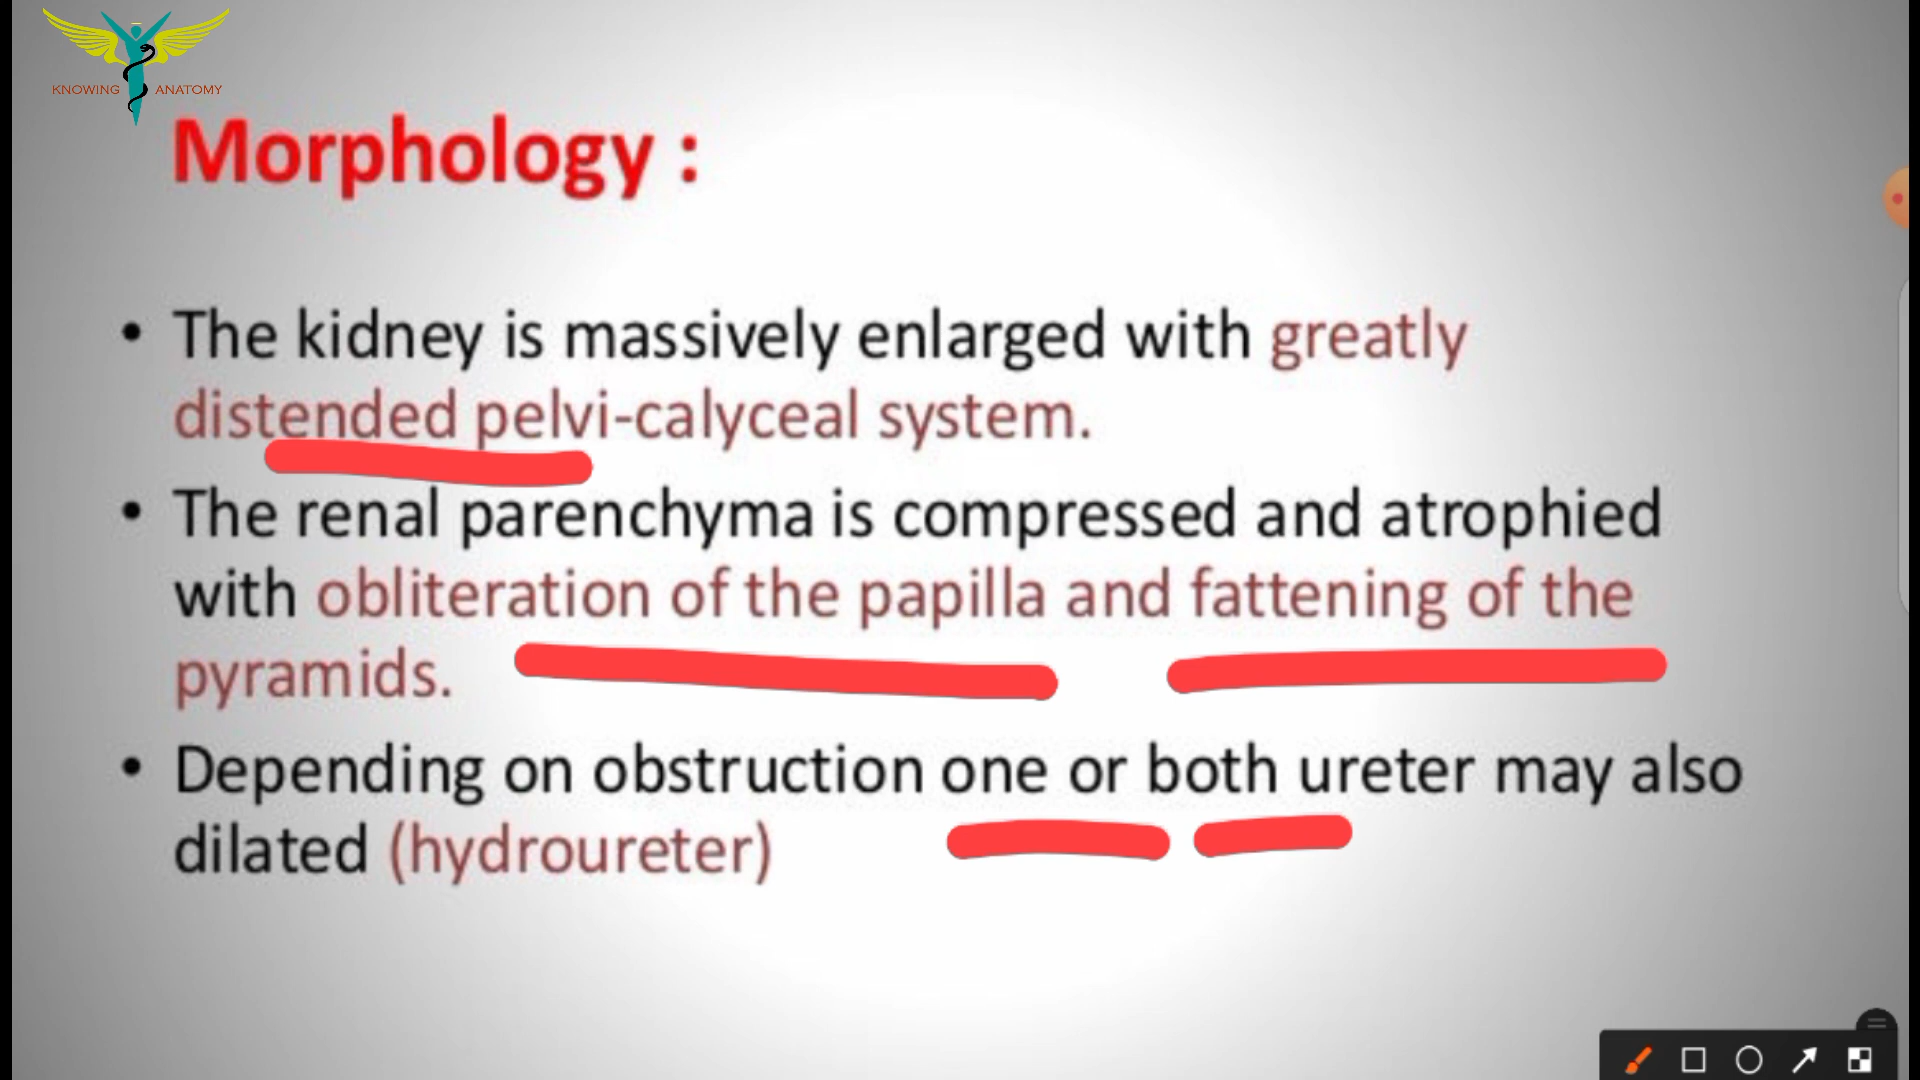 KNOWING ANATOMY
Morphology :
• The kidney is massively enlarged with greatly
distended pelvi-calyceal system.
• The renal parenchyma is compressed and atrophied
with obliteration of the papilla and fattening of the
pyramids.
• Depending on obstruction one or both ureter may also
dilated (hydroureter)